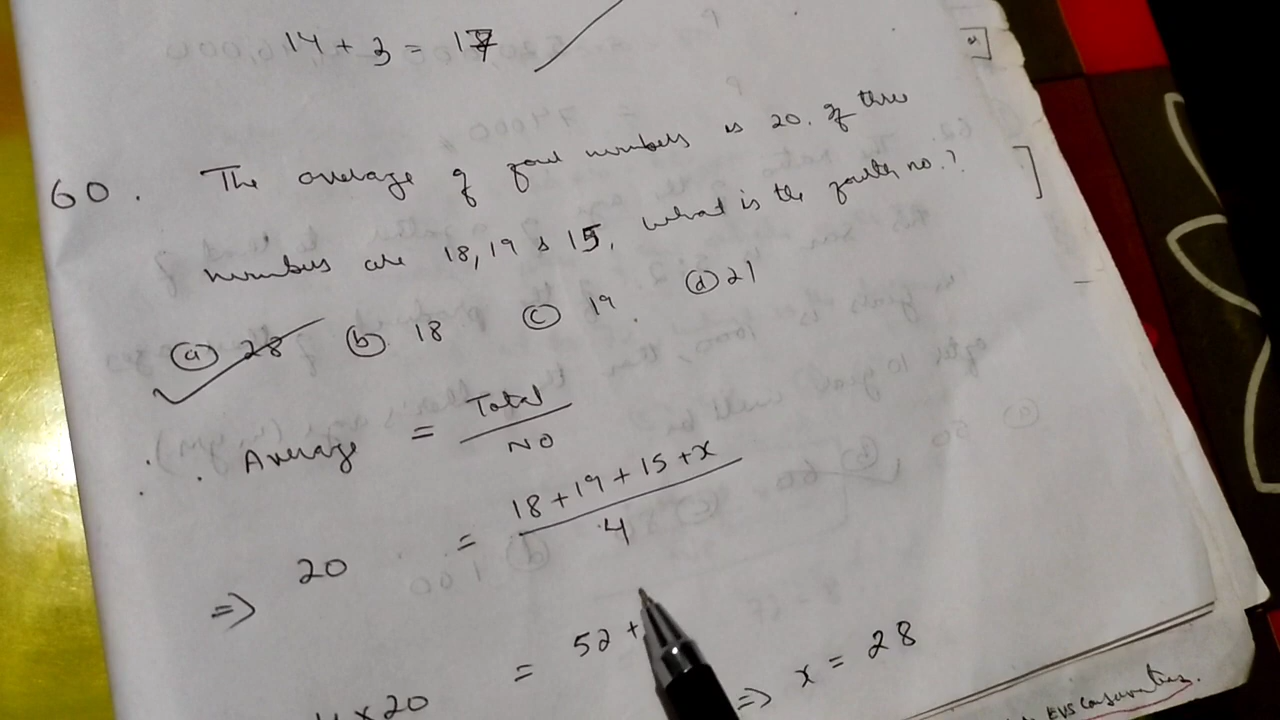 14 + 3 = 17
60. The average of four numbers is 20. If three
numbers are 18, 19 & 15, what is the fourth no.?
(a) 28 (b) 18 (c) 19. (d) 21
∴ Average = Total / NO
=> 20 = 18 + 19 + 15 + x / 4
x 20 = 52 + => x = 28
EVS